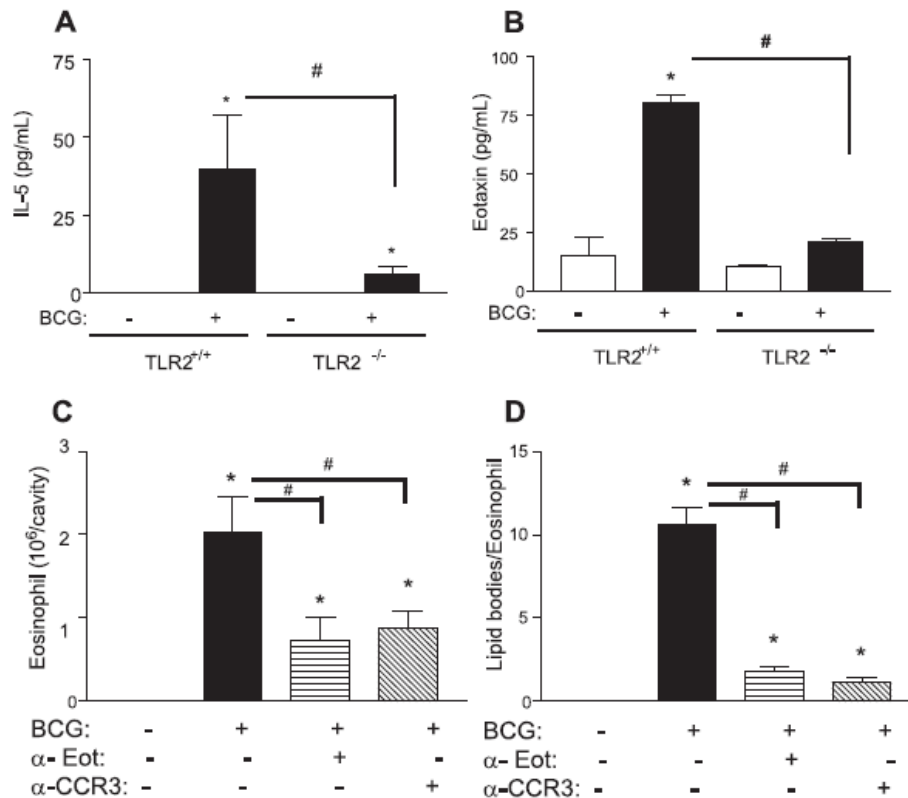 A
75
#
*
50
25
*
0
IL-5 (pg/mL)
BCG: - + - +
TLR2+/+ TLR2 -/-
B
100
#
*
75
50
25
0
Eotaxin (pg/mL)
BCG: - + - +
TLR2+/+ TLR2 -/-
C
3
#
* #
2
* *
1
0
Eosinophil (10^6/cavity)
BCG: - + + +
α- Eot: - - + -
α-CCR3: - - - +
D
15
#
* #
10
5
* *
0
Lipid bodies/Eosinophil
BCG: - + + +
α- Eot: - - + -
α-CCR3: - - - +